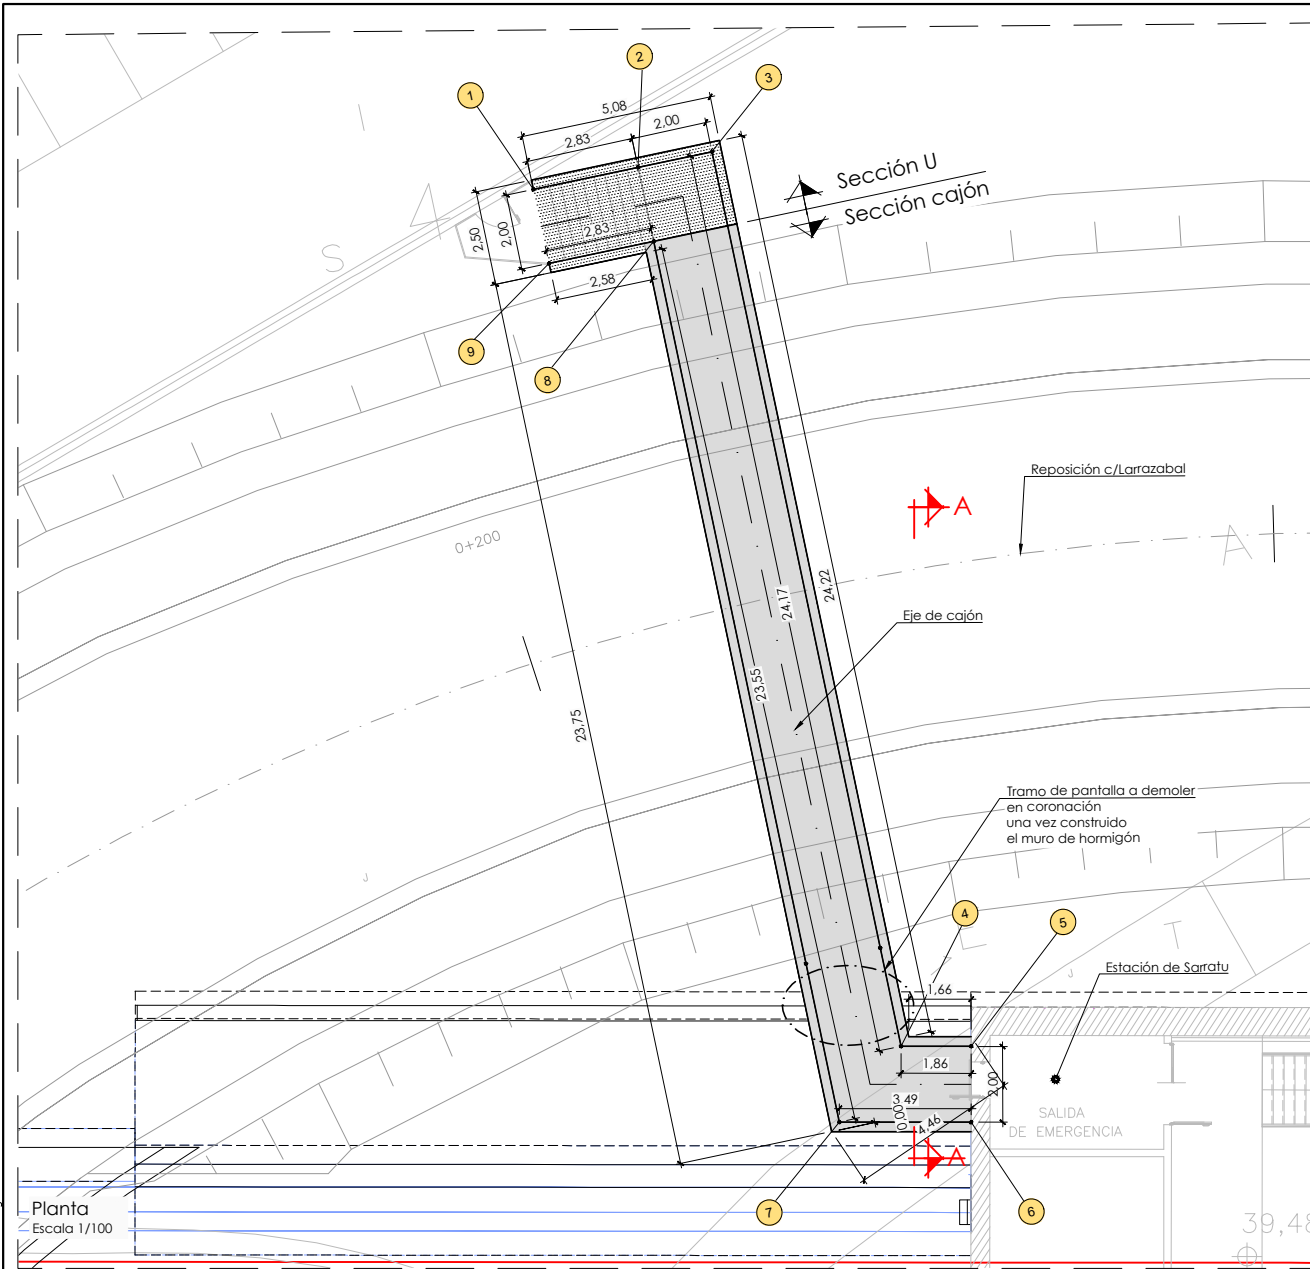 2
3
1
5,08
2,00
2,83
Sección U
Sección cajón
S
2,50
2,00
2,83
2,58
9
8
Reposición c/Larrazabal
A
A
0+200
24,22
24,17
Eje de cajón
23,55
23,75
Tramo de pantalla a demoler
en coronación
una vez construido
el muro de hormigón
J
4
5
L
T
J
Estación de Sarratu
1,66
1,86
2,00
3,49
0,00
4,46
SALIDA
DE EMERGENCIA
A
7
6
Planta
Escala 1/100
39,48